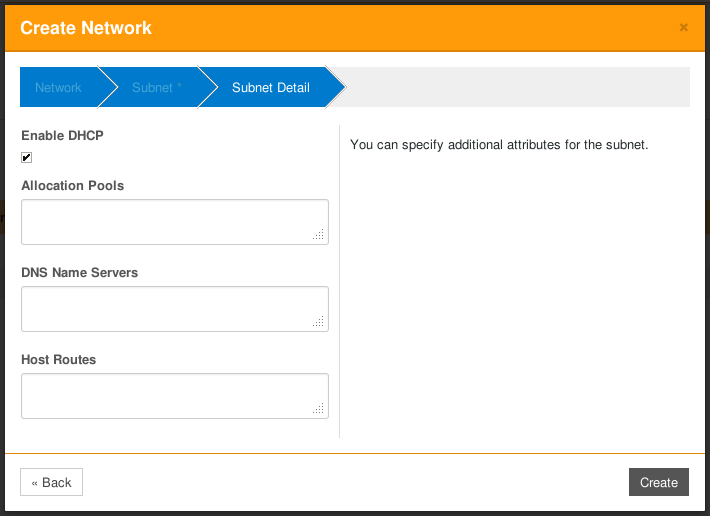 Create Network
×
Network
Subnet *
Subnet Detail
Enable DHCP
You can specify additional attributes for the subnet.
Allocation Pools
DNS Name Servers
Host Routes
« Back
Create